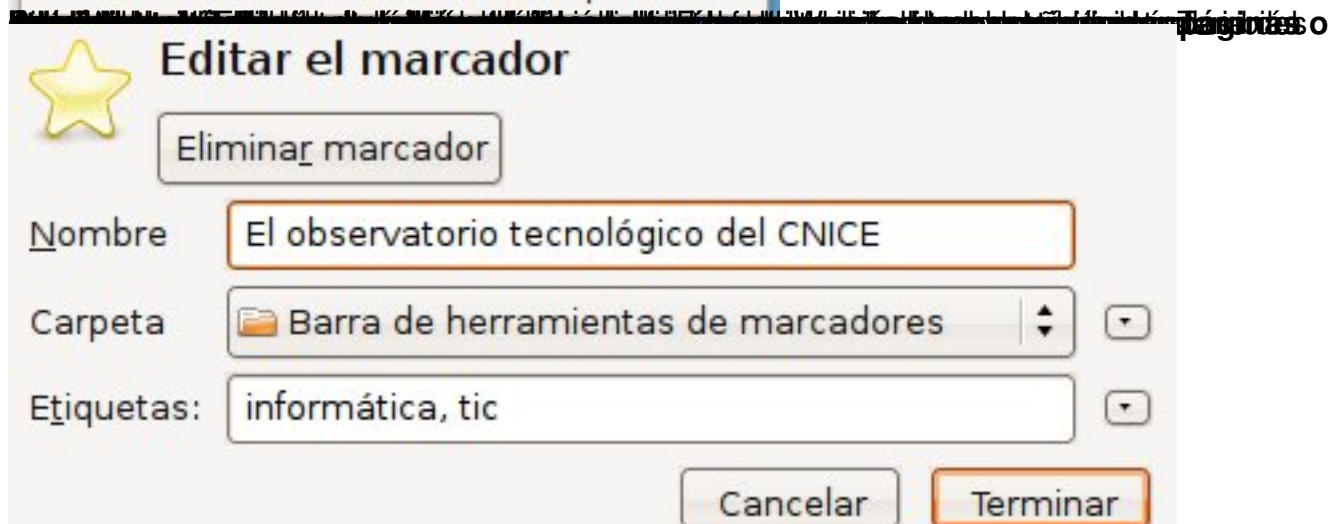 Editar el marcador
Eliminar marcador
Nombre El observatorio tecnológico del CNICE
Carpeta Barra de herramientas de marcadores
Etiquetas: informática, tic
Cancelar Terminar